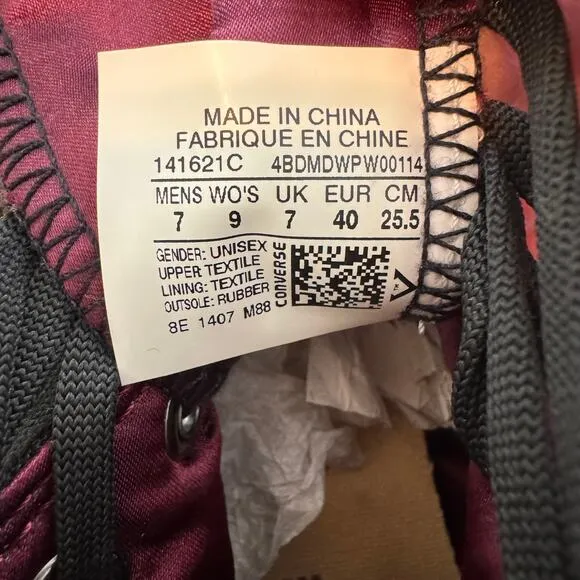 MADE IN CHINA
FABRIQUE EN CHINE
141621C 4BDMDWPW00114
MENS WO'S UK EUR CM
7 9 7 40 25.5
GENDER: UNISEX
UPPER: TEXTILE
LINING: TEXTILE
OUTSOLE: RUBBER
8E 1407 M88
CONVERSE